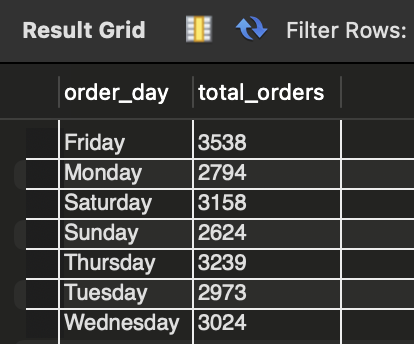 Result Grid Filter Rows:
order_day total_orders
Friday 3538
Monday 2794
Saturday 3158
Sunday 2624
Thursday 3239
Tuesday 2973
Wednesday 3024